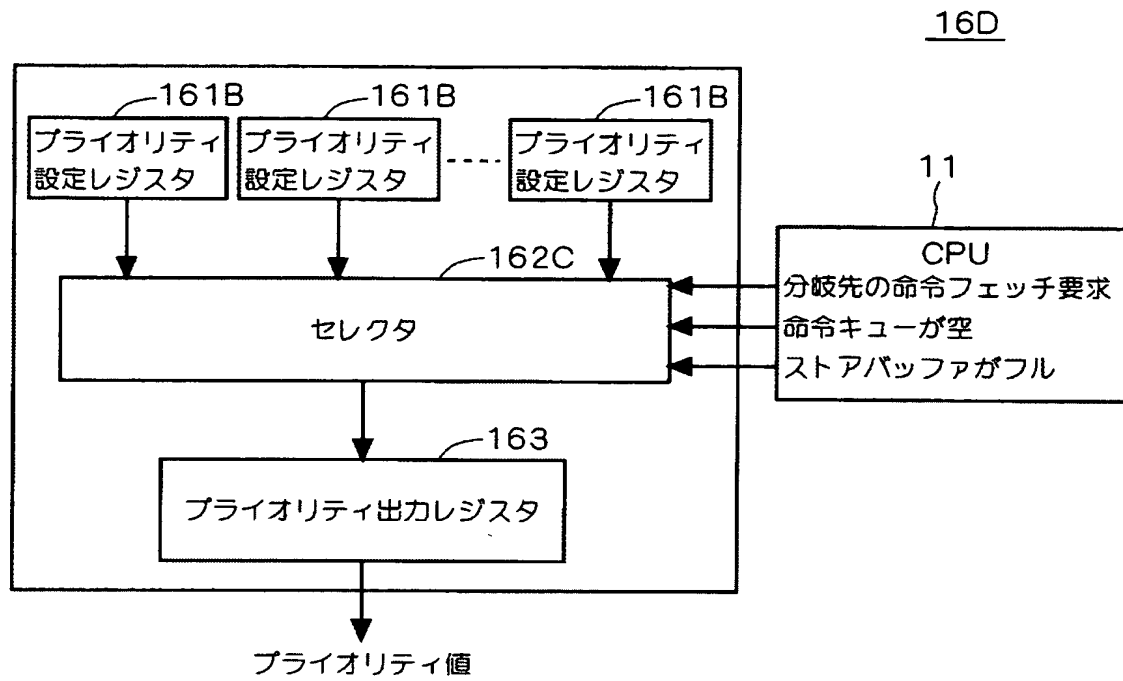 16D
161B
161B
161B
プライオリティ
設定レジスタ
プライオリティ
設定レジスタ
プライオリティ
設定レジスタ
11
CPU
分岐先の命令フェッチ要求
命令キューが空
ストアバッファがフル
162C
セレクタ
163
プライオリティ出力レジスタ
プライオリティ値